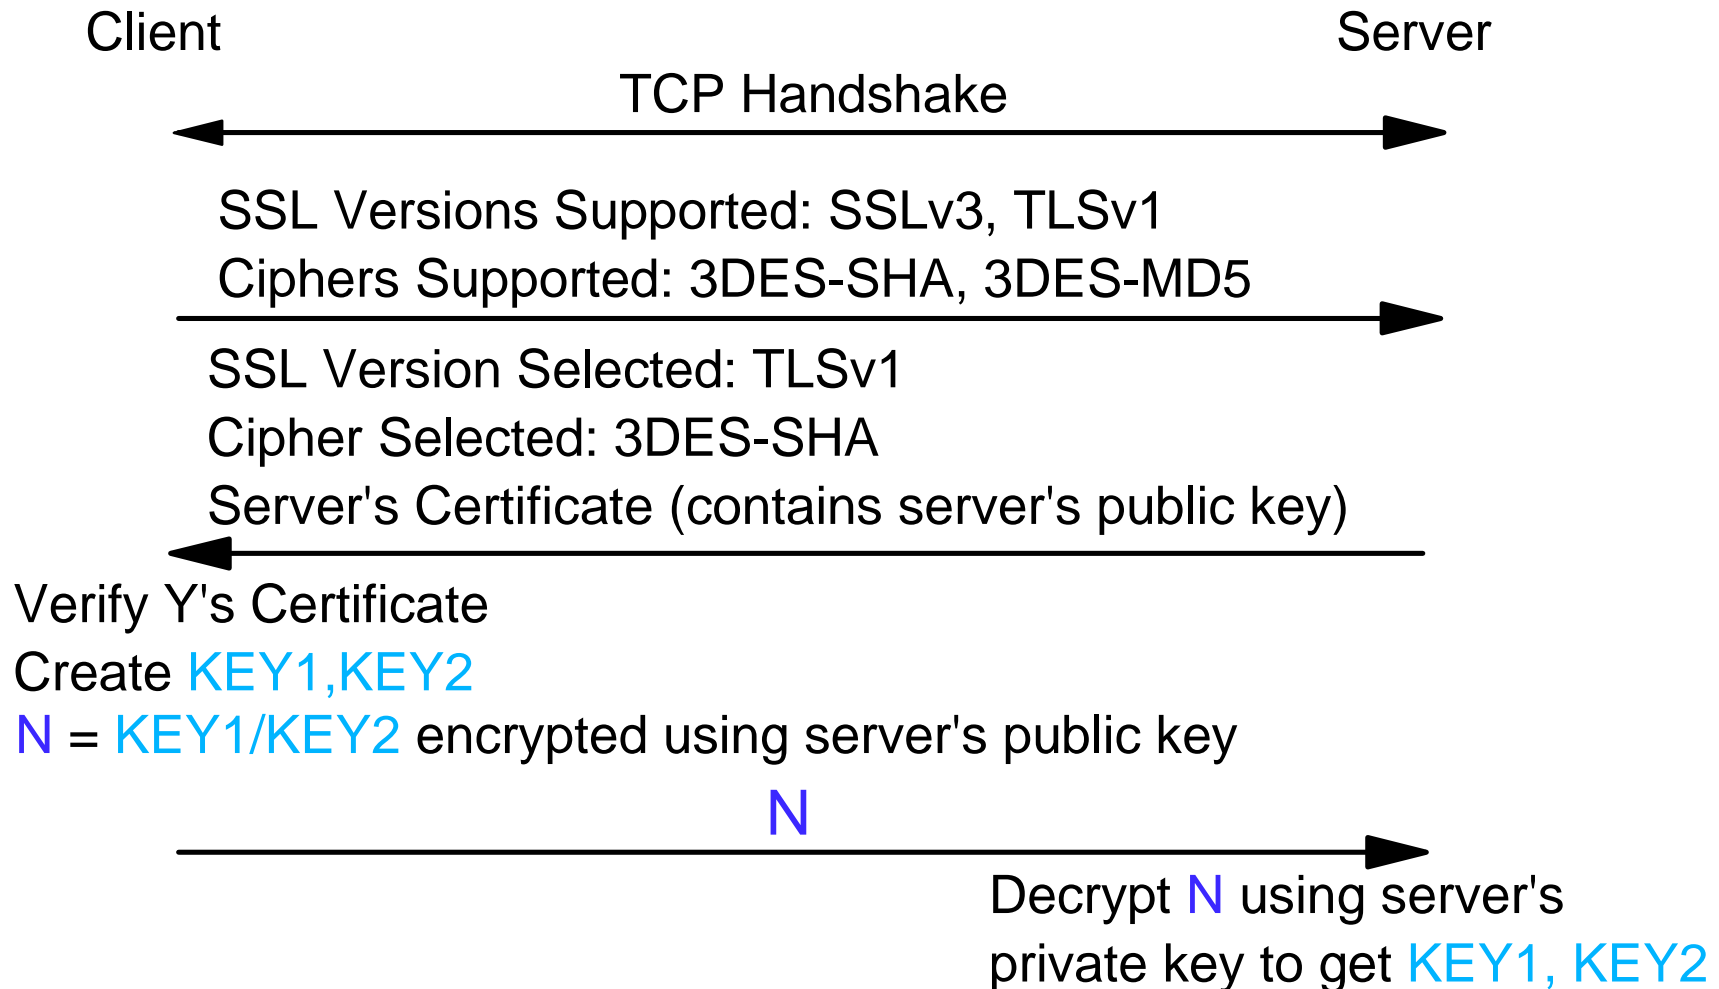 Client
Server
TCP Handshake
SSL Versions Supported: SSLv3, TLSv1
Ciphers Supported: 3DES-SHA, 3DES-MD5
SSL Version Selected: TLSv1
Cipher Selected: 3DES-SHA
Server's Certificate (contains server's public key)
Verify Y's Certificate
Create KEY1,KEY2
N = KEY1/KEY2 encrypted using server's public key
N
Decrypt N using server's
private key to get KEY1, KEY2